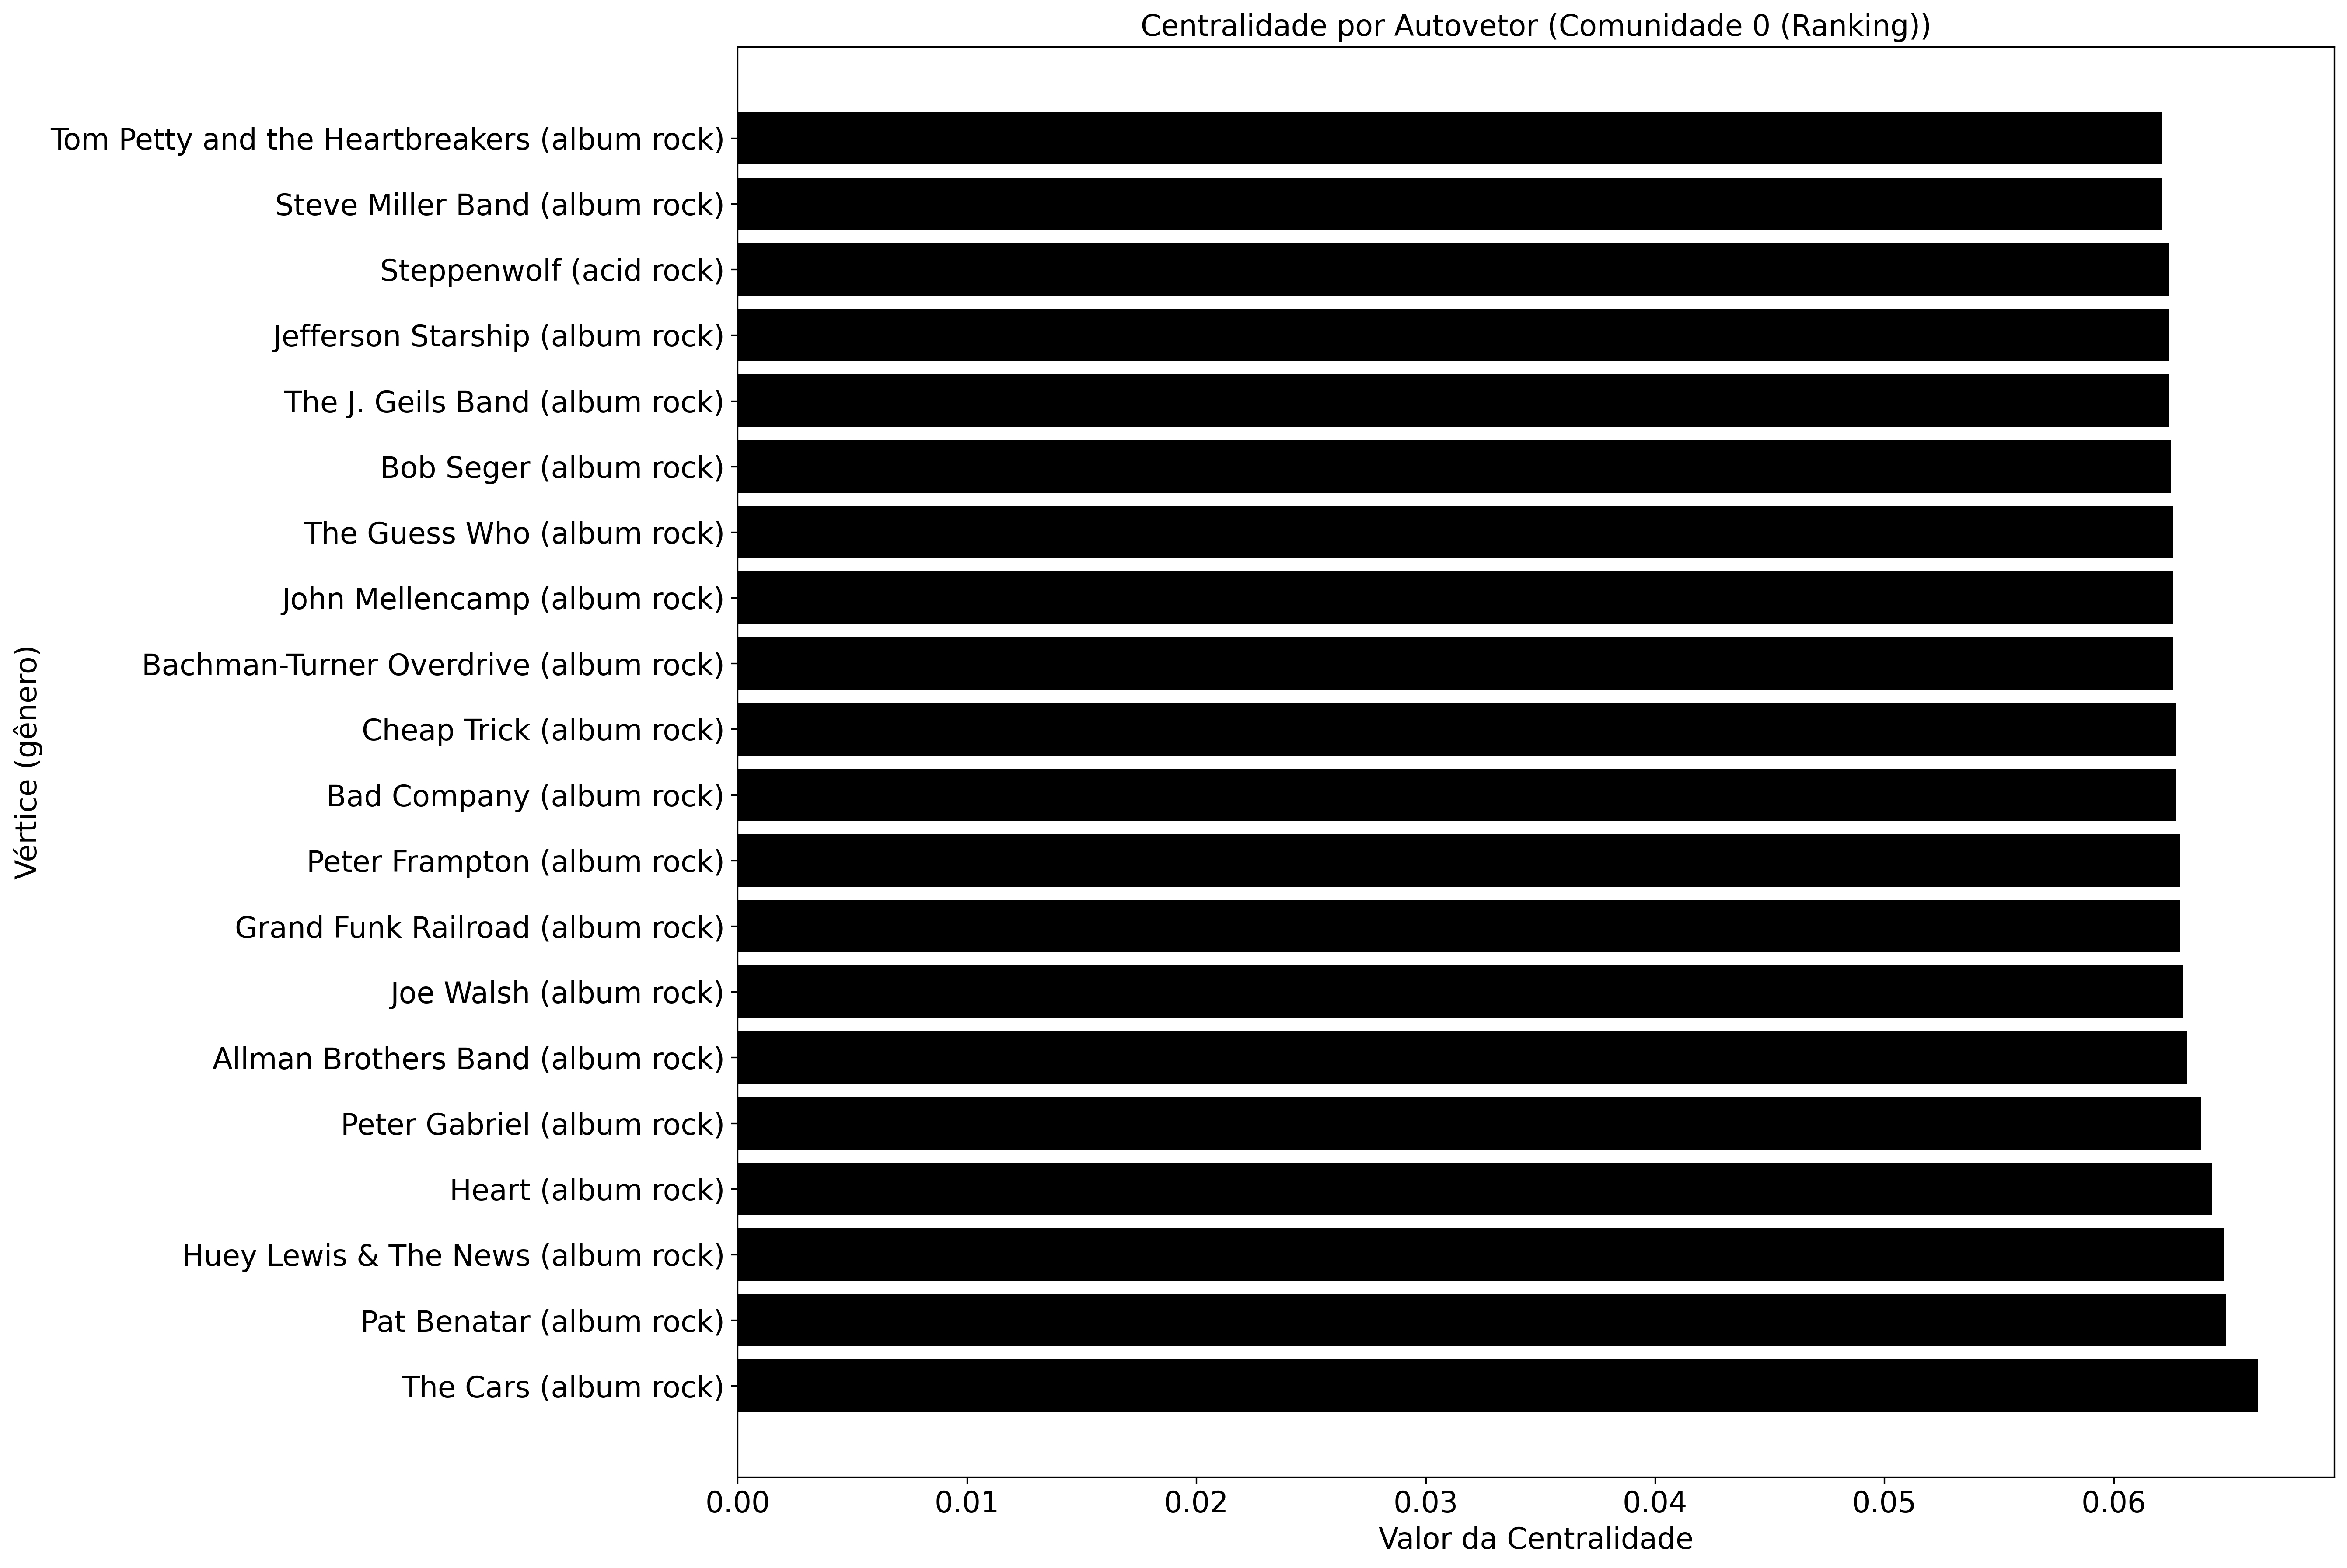 Centralidade por Autovetor (Comunidade 0 (Ranking))
Vértice (gênero)
Tom Petty and the Heartbreakers (album rock)
Steve Miller Band (album rock)
Steppenwolf (acid rock)
Jefferson Starship (album rock)
The J. Geils Band (album rock)
Bob Seger (album rock)
The Guess Who (album rock)
John Mellencamp (album rock)
Bachman-Turner Overdrive (album rock)
Cheap Trick (album rock)
Bad Company (album rock)
Peter Frampton (album rock)
Grand Funk Railroad (album rock)
Joe Walsh (album rock)
Allman Brothers Band (album rock)
Peter Gabriel (album rock)
Heart (album rock)
Huey Lewis & The News (album rock)
Pat Benatar (album rock)
The Cars (album rock)
0.00 0.01 0.02 0.03 0.04 0.05 0.06
Valor da Centralidade